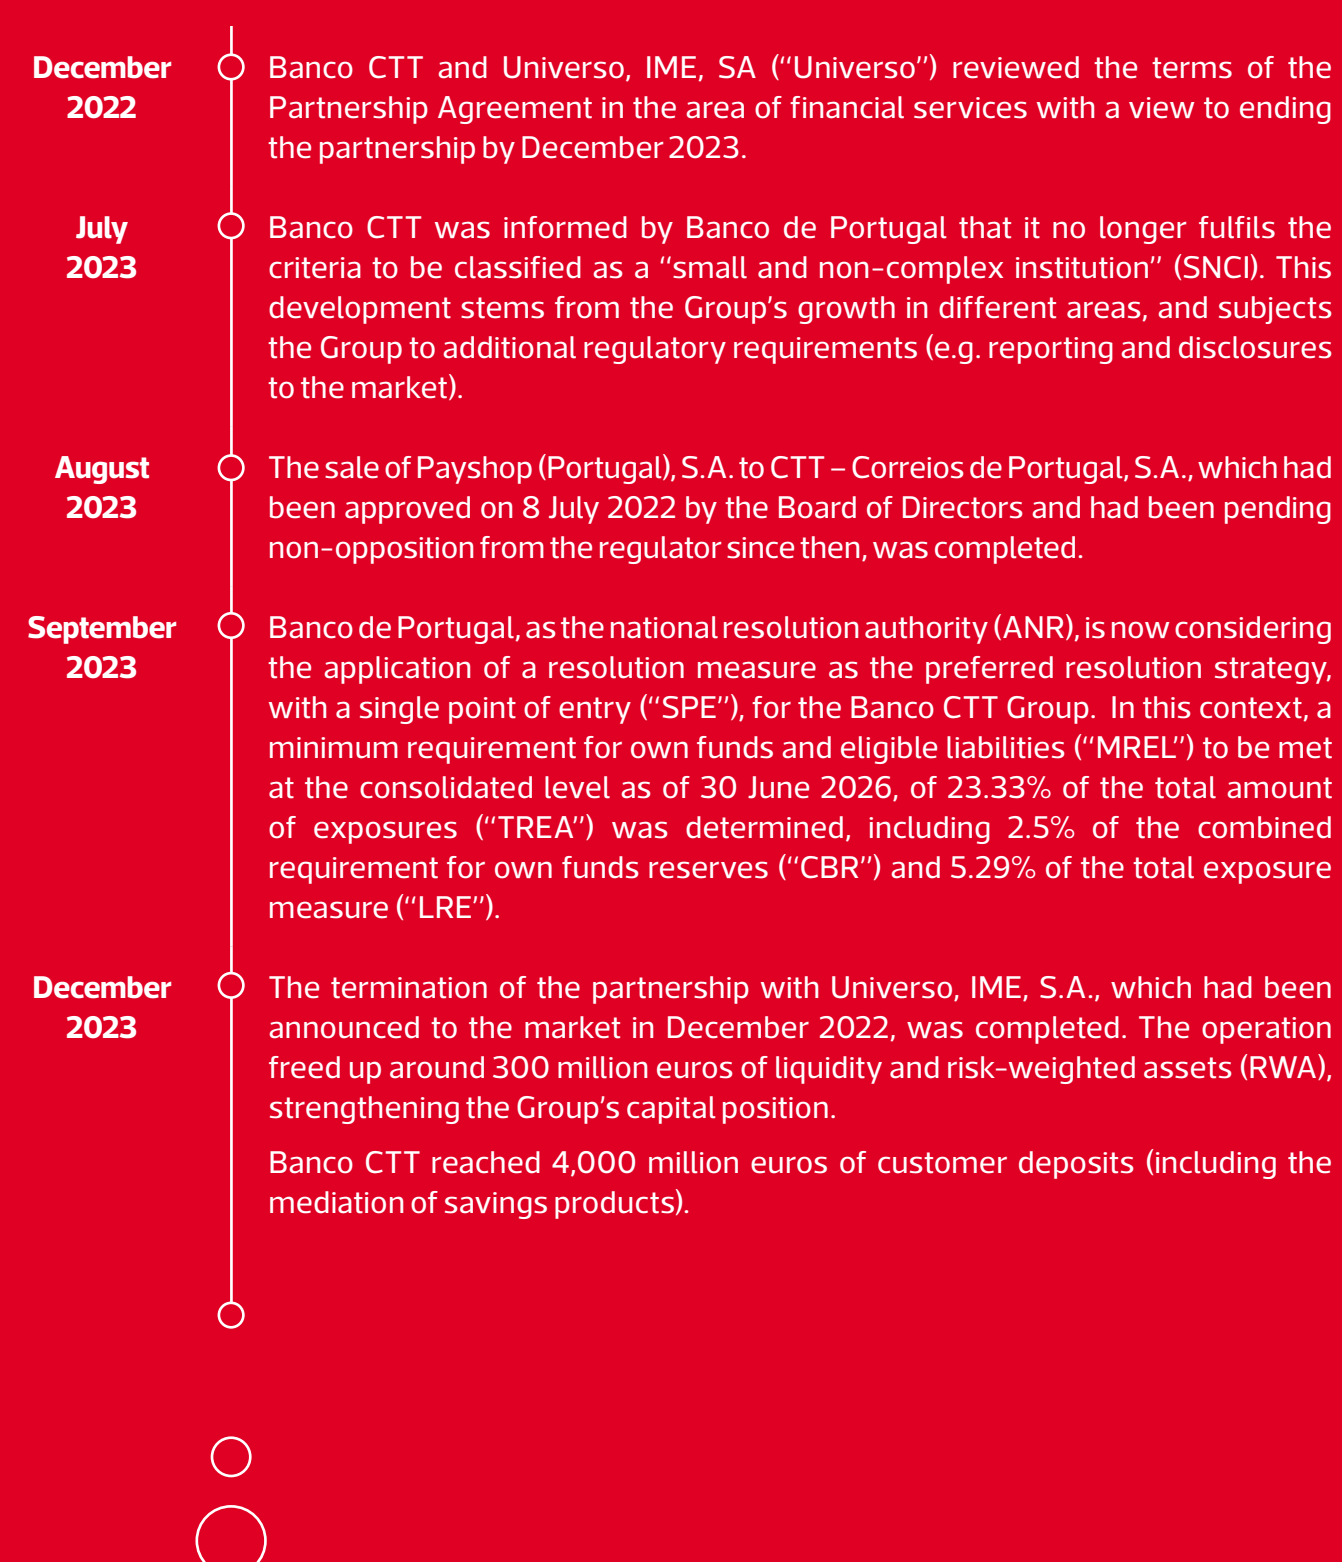 December
2022
Banco CTT and Universo, IME, SA (“Universo”) reviewed the terms of the
Partnership Agreement in the area of financial services with a view to ending
the partnership by December 2023.
July
2023
Banco CTT was informed by Banco de Portugal that it no longer fulfils the
criteria to be classified as a “small and non-complex institution” (SNCI). This
development stems from the Group’s growth in different areas, and subjects
the Group to additional regulatory requirements (e.g. reporting and disclosures
to the market).
August
2023
The sale of Payshop (Portugal), S.A. to CTT – Correios de Portugal, S.A., which had
been approved on 8 July 2022 by the Board of Directors and had been pending
non-opposition from the regulator since then, was completed.
September
2023
Banco de Portugal, as the national resolution authority (ANR), is now considering
the application of a resolution measure as the preferred resolution strategy,
with a single point of entry (“SPE”), for the Banco CTT Group. In this context, a
minimum requirement for own funds and eligible liabilities (“MREL”) to be met
at the consolidated level as of 30 June 2026, of 23.33% of the total amount
of exposures (“TREA”) was determined, including 2.5% of the combined
requirement for own funds reserves (“CBR”) and 5.29% of the total exposure
measure (“LRE”).
December
2023
The termination of the partnership with Universo, IME, S.A., which had been
announced to the market in December 2022, was completed. The operation
freed up around 300 million euros of liquidity and risk-weighted assets (RWA),
strengthening the Group’s capital position.
Banco CTT reached 4,000 million euros of customer deposits (including the
mediation of savings products).